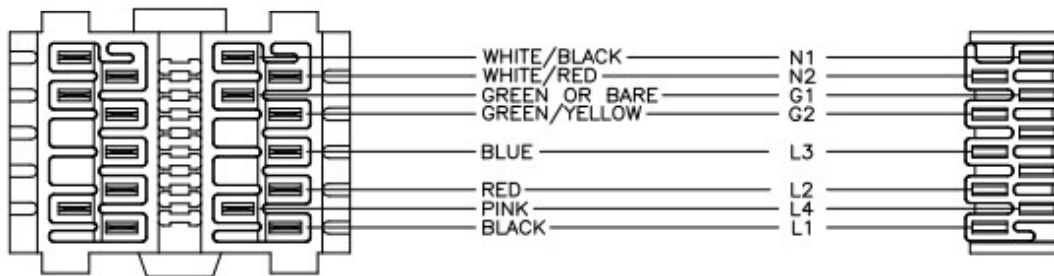 WHITE/BLACK N1
WHITE/RED N2
GREEN OR BARE G1
GREEN/YELLOW G2
BLUE L3
RED L2
PINK L4
BLACK L1